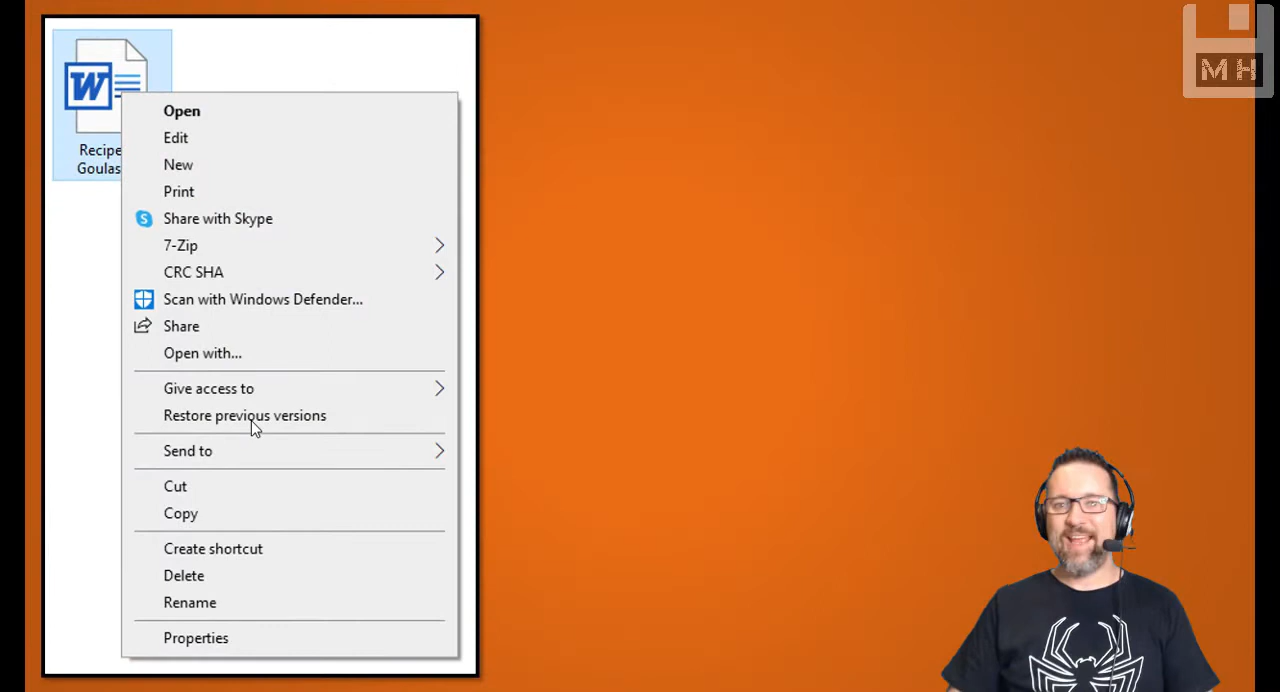 M H
Recipe
Goulas
Open
Edit
New
Print
Share with Skype
7-Zip
CRC SHA
Scan with Windows Defender...
Share
Open with...
Give access to
Restore previous versions
Send to
Cut
Copy
Create shortcut
Delete
Rename
Properties